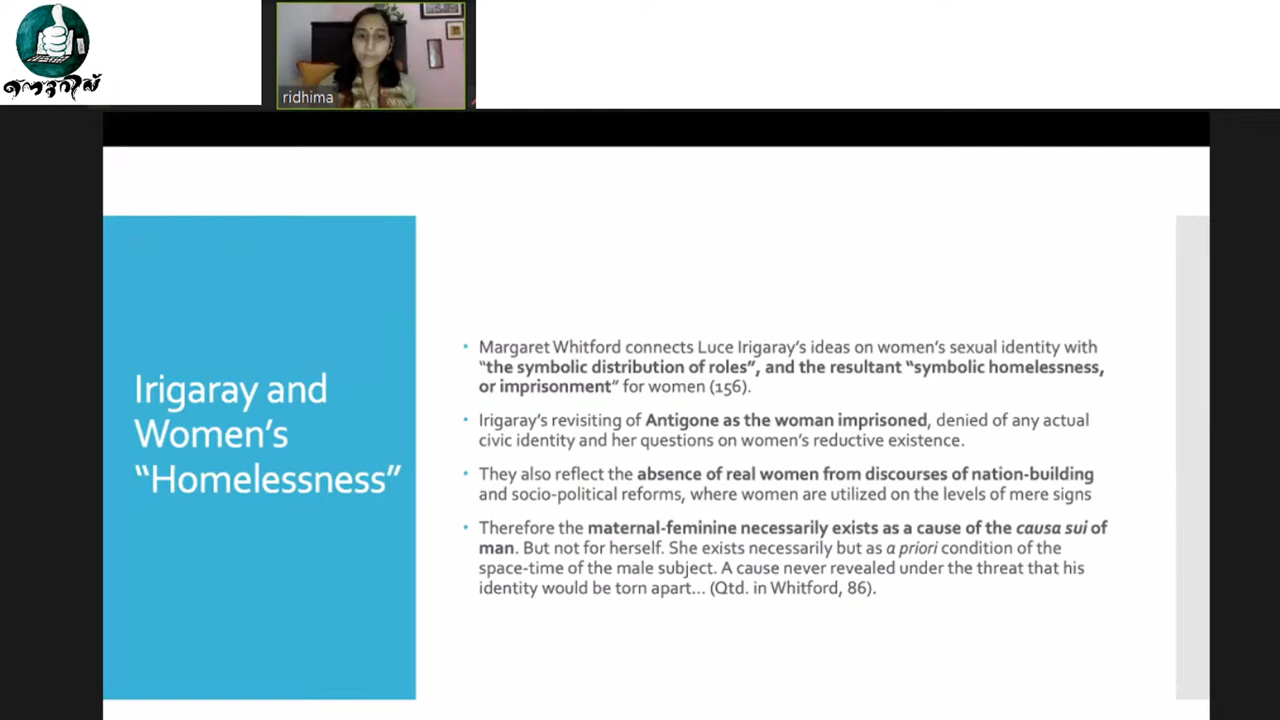 ridhima
Irigaray and
Women's
“Homelessness”
• Margaret Whitford connects Luce Irigaray's ideas on women's sexual identity with
“the symbolic distribution of roles”, and the resultant “symbolic homelessness,
or imprisonment” for women (156).
• Irigaray's revisiting of Antigone as the woman imprisoned, denied of any actual
civic identity and her questions on women's reductive existence.
• They also reflect the absence of real women from discourses of nation-building
and socio-political reforms, where women are utilized on the levels of mere signs
• Therefore the maternal-feminine necessarily exists as a cause of the causa sui of
man. But not for herself. She exists necessarily but as a priori condition of the
space-time of the male subject. A cause never revealed under the threat that his
identity would be torn apart... (Qtd. in Whitford, 86).